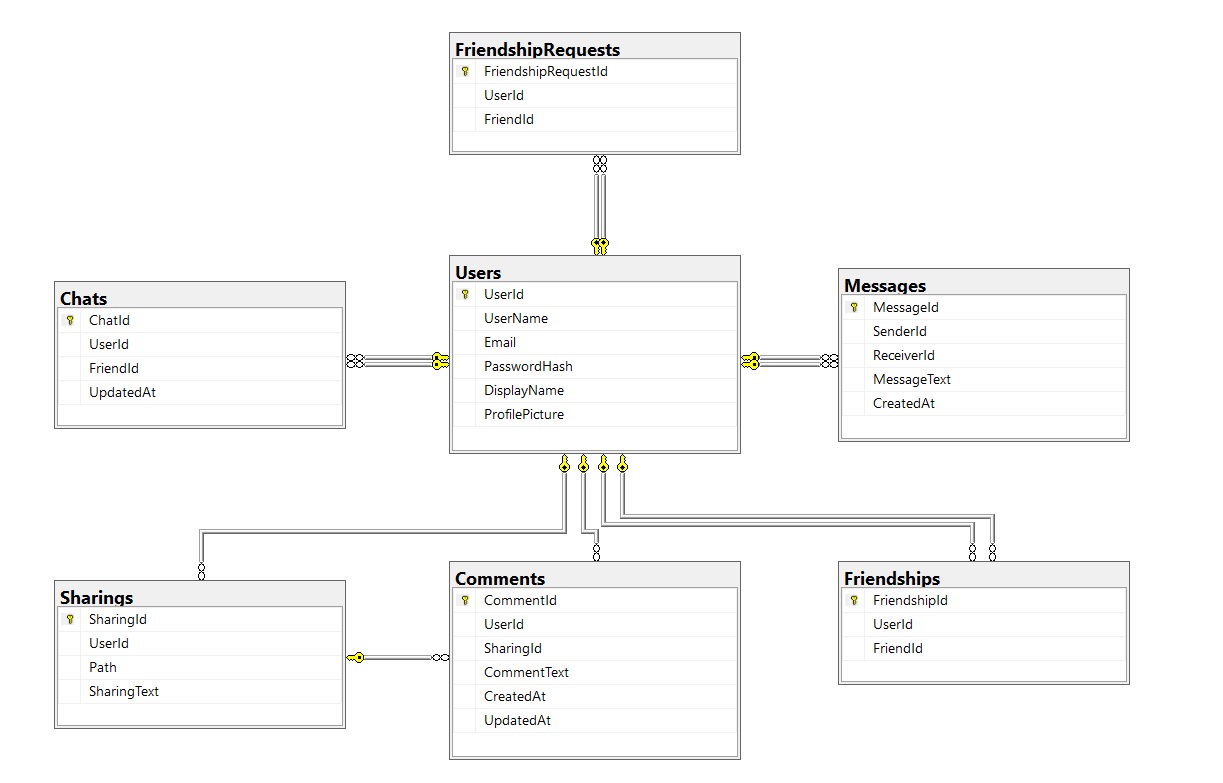 FriendshipRequests
FriendshipRequestId
UserId
FriendId
Users
UserId
UserName
Email
PasswordHash
DisplayName
ProfilePicture
Chats
ChatId
UserId
FriendId
UpdatedAt
Messages
MessageId
SenderId
ReceiverId
MessageText
CreatedAt
Sharings
SharingId
UserId
Path
SharingText
Comments
CommentId
UserId
SharingId
CommentText
CreatedAt
UpdatedAt
Friendships
FriendshipId
UserId
FriendId